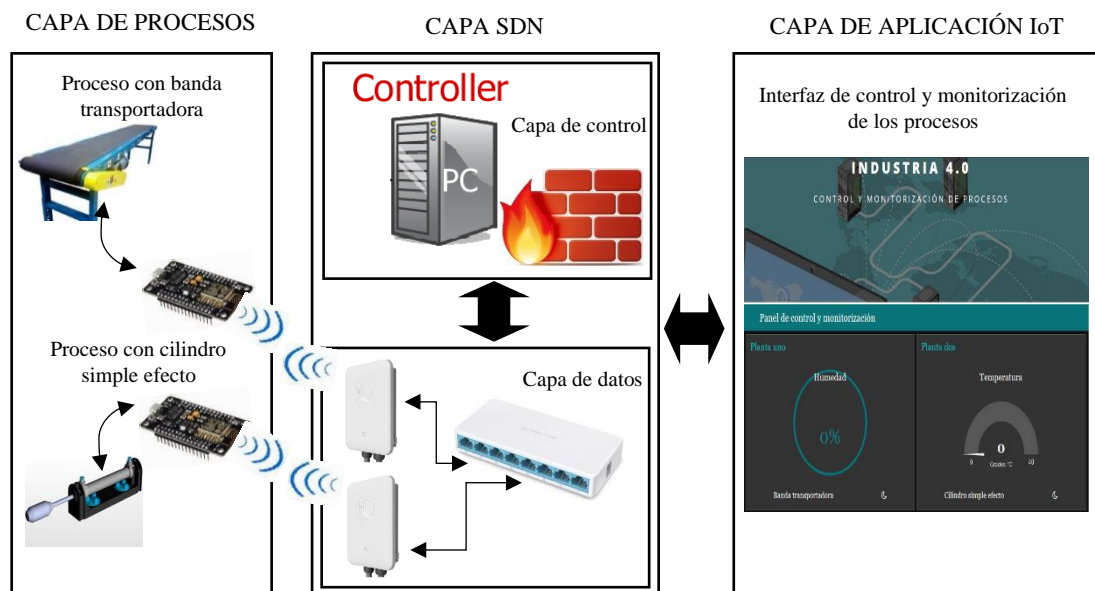 CAPA DE PROCESOS
Proceso con banda
transportadora
Proceso con cilindro
simple efecto
CAPA SDN
Controller
Capa de control
PC
Capa de datos
CAPA DE APLICACIÓN IoT
Interfaz de control y monitorización
de los procesos
INDUSTRIA 4.0
CONTROL Y MONITORIZACIÓN DE PROCESOS
Panel de control y monitorización
Planta uno
Humedad
0%
Banda transportadora
Planta dos
Temperatura
0
0
Grados °C
Cilindro simple efecto